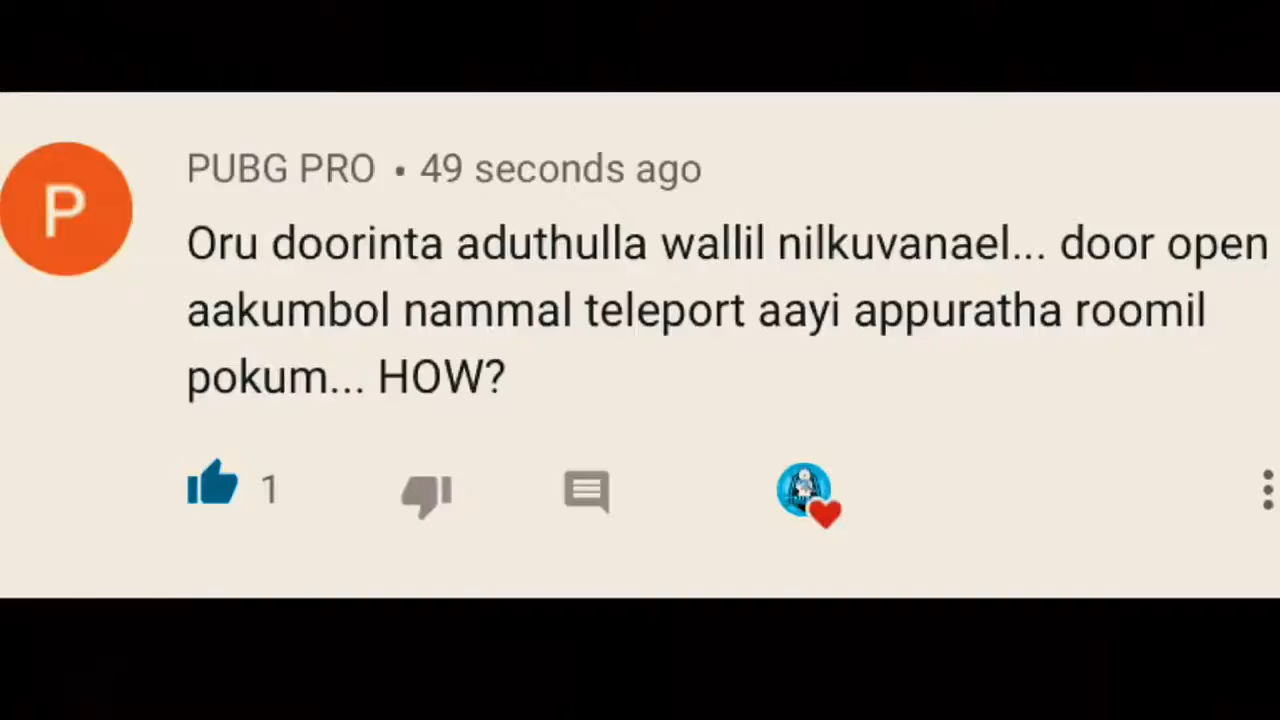 P
PUBG PRO • 49 seconds ago
Oru doorinta aduthulla wallil nilkuvanael... door open
aakumbol nammal teleport aayi appuratha roomil
pokum... HOW?
1